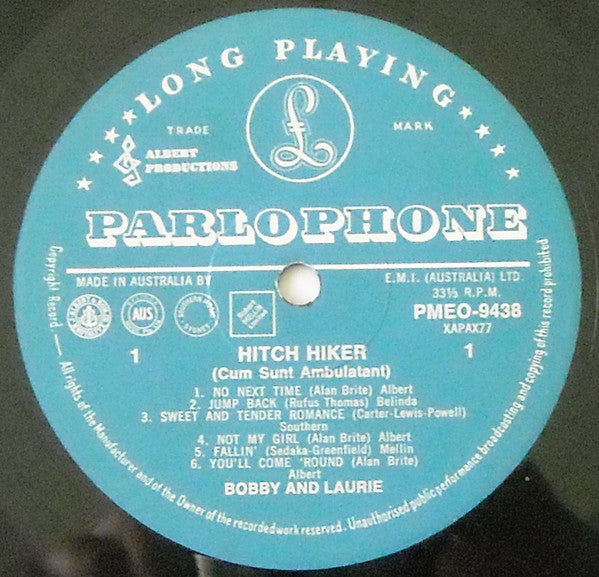 LONG PLAYING
£
TRADE MARK
ALBERT
PRODUCTIONS
PARLOPHONE
MADE IN AUSTRALIA BY E.M.I. (AUSTRALIA) LTD.
33⅓ R.P.M.
PMEO-9438
XAPAX77
AUS
SYDNEY
1 HITCH HIKER 1
(Cum Sunt Ambulatant)
1. NO NEXT TIME (Alan Brite) Albert
2. JUMP BACK (Rufus Thomas) Belinda
3. SWEET AND TENDER ROMANCE (Carter-Lewis-Powell)
Southern
4. NOT MY GIRL (Alan Brite) Albert
5. FALLIN' (Sedaka-Greenfield) Mellin
6. YOU'LL COME 'ROUND (Alan Brite)
Albert
BOBBY AND LAURIE
Copyright Record — All rights of the Manufacturer and of the Owner of the recorded work reserved. Unauthorised public performance broadcasting and copying of this record prohibited